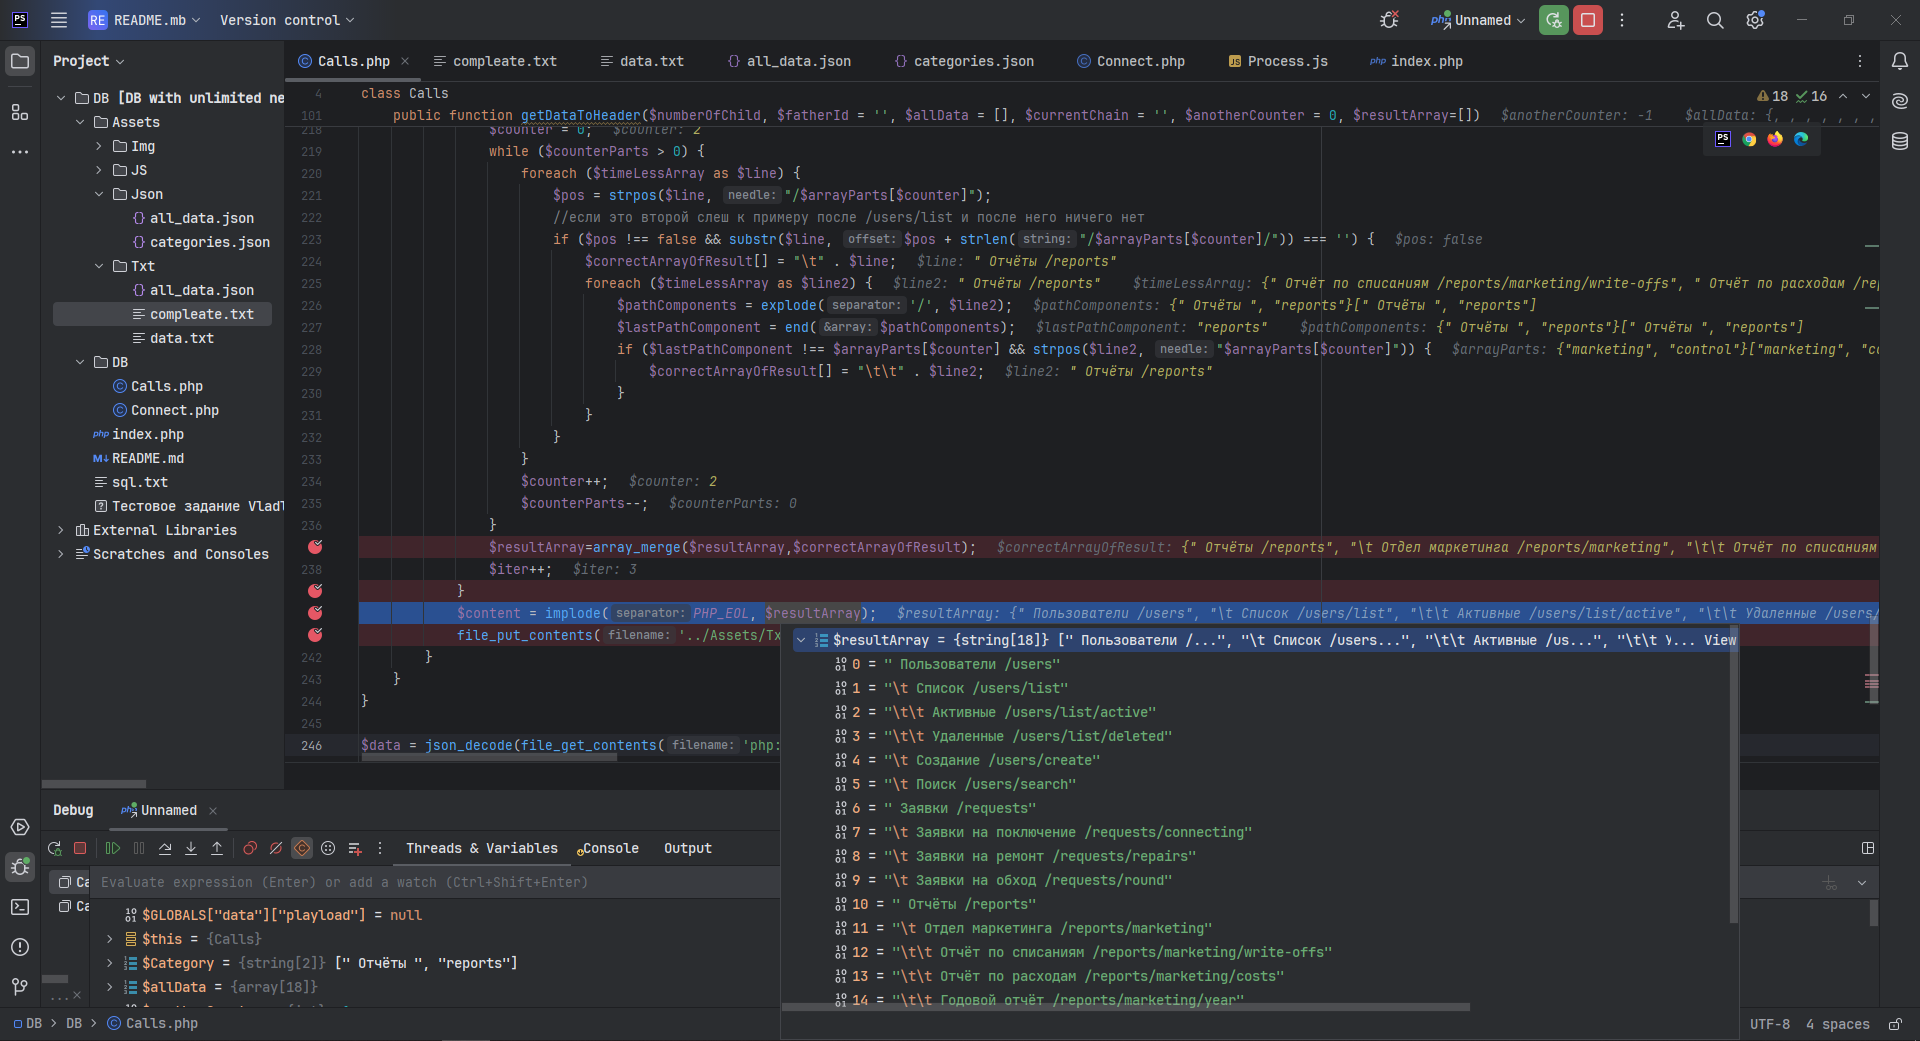 PS RE README.mb Version control php Unnamed
Project
Calls.php compleate.txt data.txt all_data.json categories.json Connect.php JS Process.js php index.php
DB [DB with unlimited ne
Assets
Img
JS
Json
all_data.json
categories.json
Txt
all_data.json
compleate.txt
data.txt
DB
Calls.php
Connect.php
php index.php
M↓ README.md
sql.txt
Тестовое задание Vladl
External Libraries
Scratches and Consoles
4 class Calls
18 16
101 public function getDataToHeader($numberOfChild, $fatherId = '', $allData = [], $currentChain = '', $anotherCounter = 0, $resultArray=[]) $anotherCounter: -1 $allData: {, , , , , , ,
218 $counter = 0; $counter: 2
219 while ($counterParts > 0) {
220 foreach ($timeLessArray as $line) {
221 $pos = strpos($line, needle: "/$arrayParts[$counter]");
222 //если это второй слеш к примеру после /users/list и после него ничего нет
223 if ($pos !== false && substr($line, offset: $pos + strlen( string: "/$arrayParts[$counter]/")) === '') { $pos: false
224 $correctArrayOfResult[] = "\t" . $line; $line: " Отчёты /reports"
225 foreach ($timeLessArray as $line2) { $line2: " Отчёты /reports" $timeLessArray: {" Отчёт по списаниям /reports/marketing/write-offs", " Отчёт по расходам /rep
226 $pathComponents = explode( separator: '/', $line2); $pathComponents: {" Отчёты ", "reports"}[" Отчёты ", "reports"]
227 $lastPathComponent = end( &array: $pathComponents); $lastPathComponent: "reports" $pathComponents: {" Отчёты ", "reports"}[" Отчёты ", "reports"]
228 if ($lastPathComponent !== $arrayParts[$counter] && strpos($line2, needle: "$arrayParts[$counter]")) { $arrayParts: {"marketing", "control"}["marketing", "co
229 $correctArrayOfResult[] = "\t\t" . $line2; $line2: " Отчёты /reports"
230 }
231 }
232 }
233 }
234 $counter++; $counter: 2
235 $counterParts--; $counterParts: 0
236 }
$resultArray=array_merge($resultArray,$correctArrayOfResult); $correctArrayOfResult: {" Отчёты /reports", "\t Отдел маркетинга /reports/marketing", "\t\t Отчёт по списаниям
238 $iter++; $iter: 3
}
$content = implode( separator: PHP_EOL, $resultArray); $resultArray: {" Пользователи /users", "\t Список /users/list", "\t\t Активные /users/list/active", "\t\t Удаленные /users/
file_put_contents( filename: '../Assets/Tx
242 }
243 }
244 }
245
246 $data = json_decode(file_get_contents( filename: 'php:
$resultArray = {string[18]} [" Пользователи /...", "\t Список /users...", "\t\t Активные /us...", "\t\t У... View
0 = " Пользователи /users"
1 = "\t Список /users/list"
2 = "\t\t Активные /users/list/active"
3 = "\t\t Удаленные /users/list/deleted"
4 = "\t Создание /users/create"
5 = "\t Поиск /users/search"
6 = " Заявки /requests"
7 = "\t Заявки на поключение /requests/connecting"
8 = "\t Заявки на ремонт /requests/repairs"
9 = "\t Заявки на обход /requests/round"
10 = " Отчёты /reports"
11 = "\t Отдел маркетинга /reports/marketing"
12 = "\t\t Отчёт по списаниям /reports/marketing/write-offs"
13 = "\t\t Отчёт по расходам /reports/marketing/costs"
14 = "\t\t Годовой отчёт /reports/marketing/year"
Debug php Unnamed
Threads & Variables Console Output
Ca Evaluate expression (Enter) or add a watch (Ctrl+Shift+Enter)
Ca
$GLOBALS["data"]["playload"] = null
$this = {Calls}
$Category = {string[2]} [" Отчёты ", "reports"]
$allData = {array[18]}
DB > DB > Calls.php
UTF-8 4 spaces